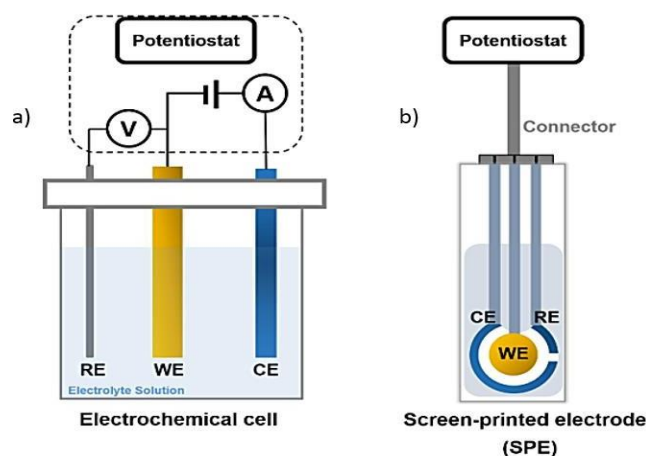 Potentiostat
a)
V
A
RE
WE
CE
Electrolyte Solution
Electrochemical cell
Potentiostat
b)
Connector
CE
RE
WE
Screen-printed electrode
(SPE)